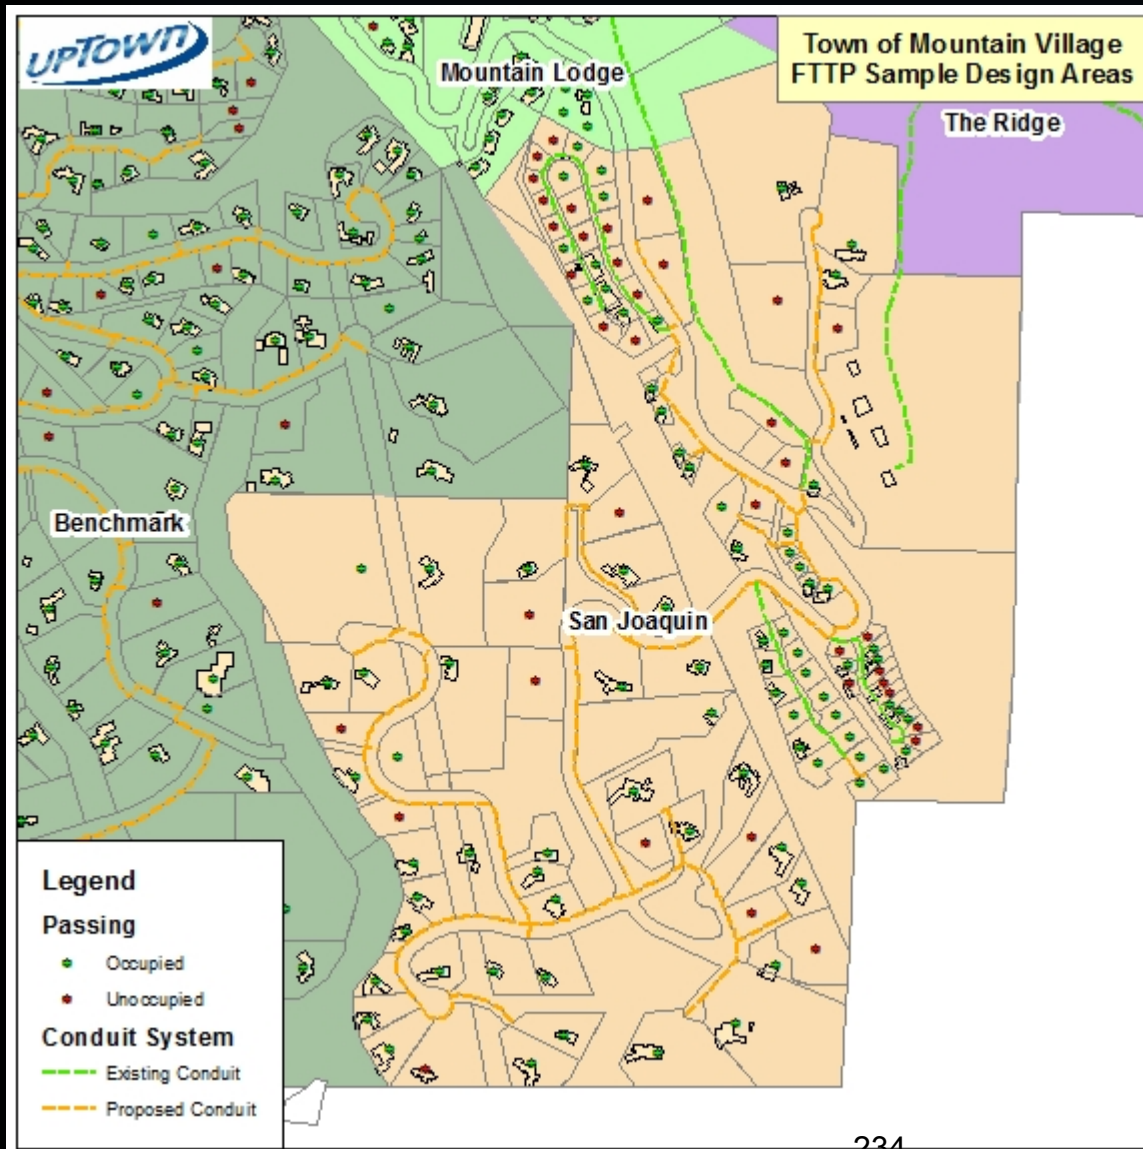 UPTOWN
Town of Mountain Village
FTTP Sample Design Areas
Mountain Lodge
The Ridge
Benchmark
San Joaquin
Legend
Passing
Occupied
Unoccupied
Conduit System
Existing Conduit
Proposed Conduit
234